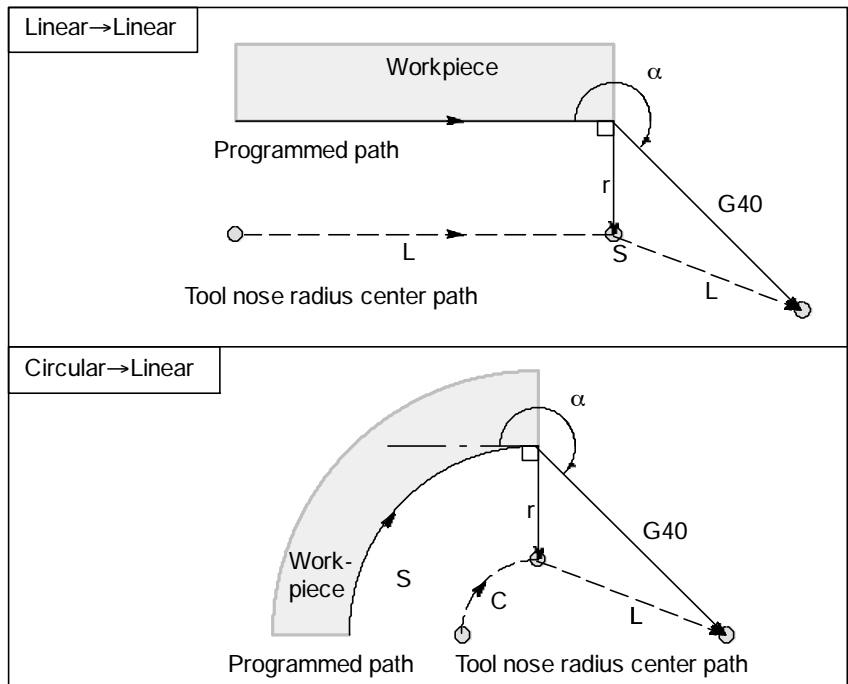 Linear→Linear
Workpiece
α
Programmed path
r
G40
L
S
L
Tool nose radius center path
Circular→Linear
α
r
G40
Work-
piece
S
C
L
Programmed path
Tool nose radius center path